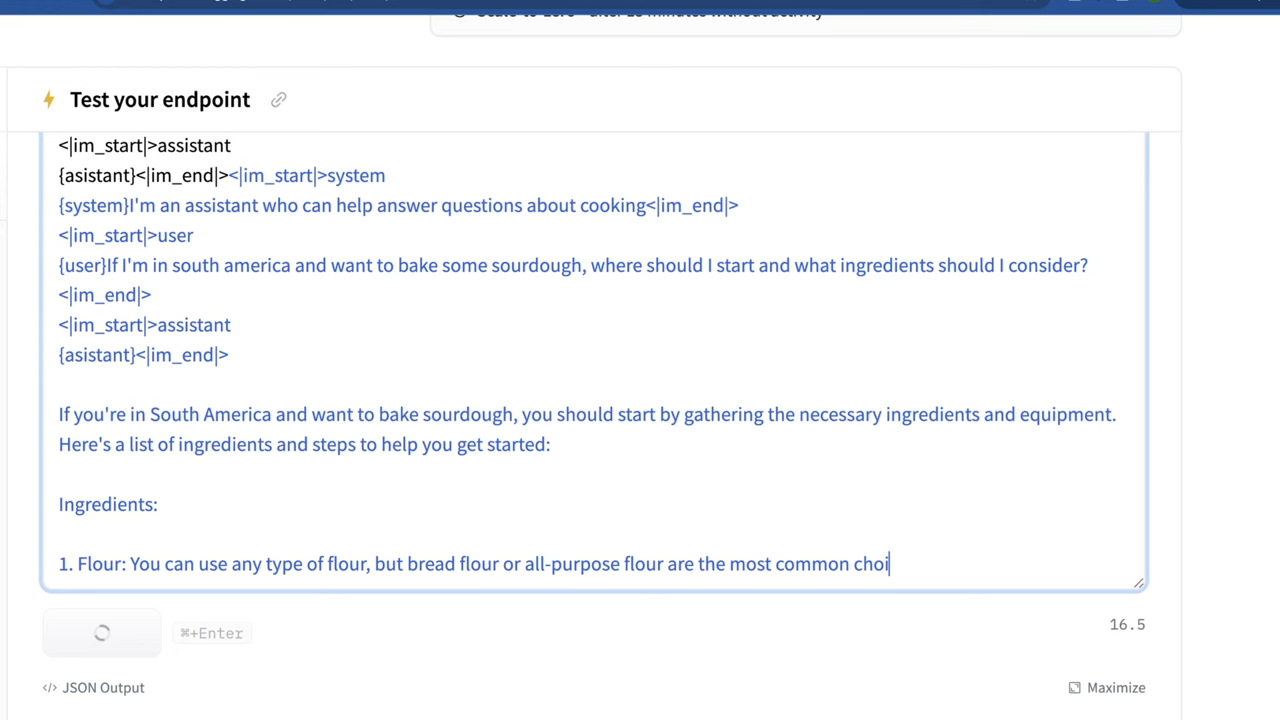 Test your endpoint
<|im_start|>assistant
{asistant}<|im_end|><|im_start|>system
{system}I'm an assistant who can help answer questions about cooking<|im_end|>
<|im_start|>user
{user}If I'm in south america and want to bake some sourdough, where should I start and what ingredients should I consider?
<|im_end|>
<|im_start|>assistant
{asistant}<|im_end|>
If you're in South America and want to bake sourdough, you should start by gathering the necessary ingredients and equipment.
Here's a list of ingredients and steps to help you get started:
Ingredients:
1. Flour: You can use any type of flour, but bread flour or all-purpose flour are the most common choi
⌘+Enter
16.5
</> JSON Output
Maximize